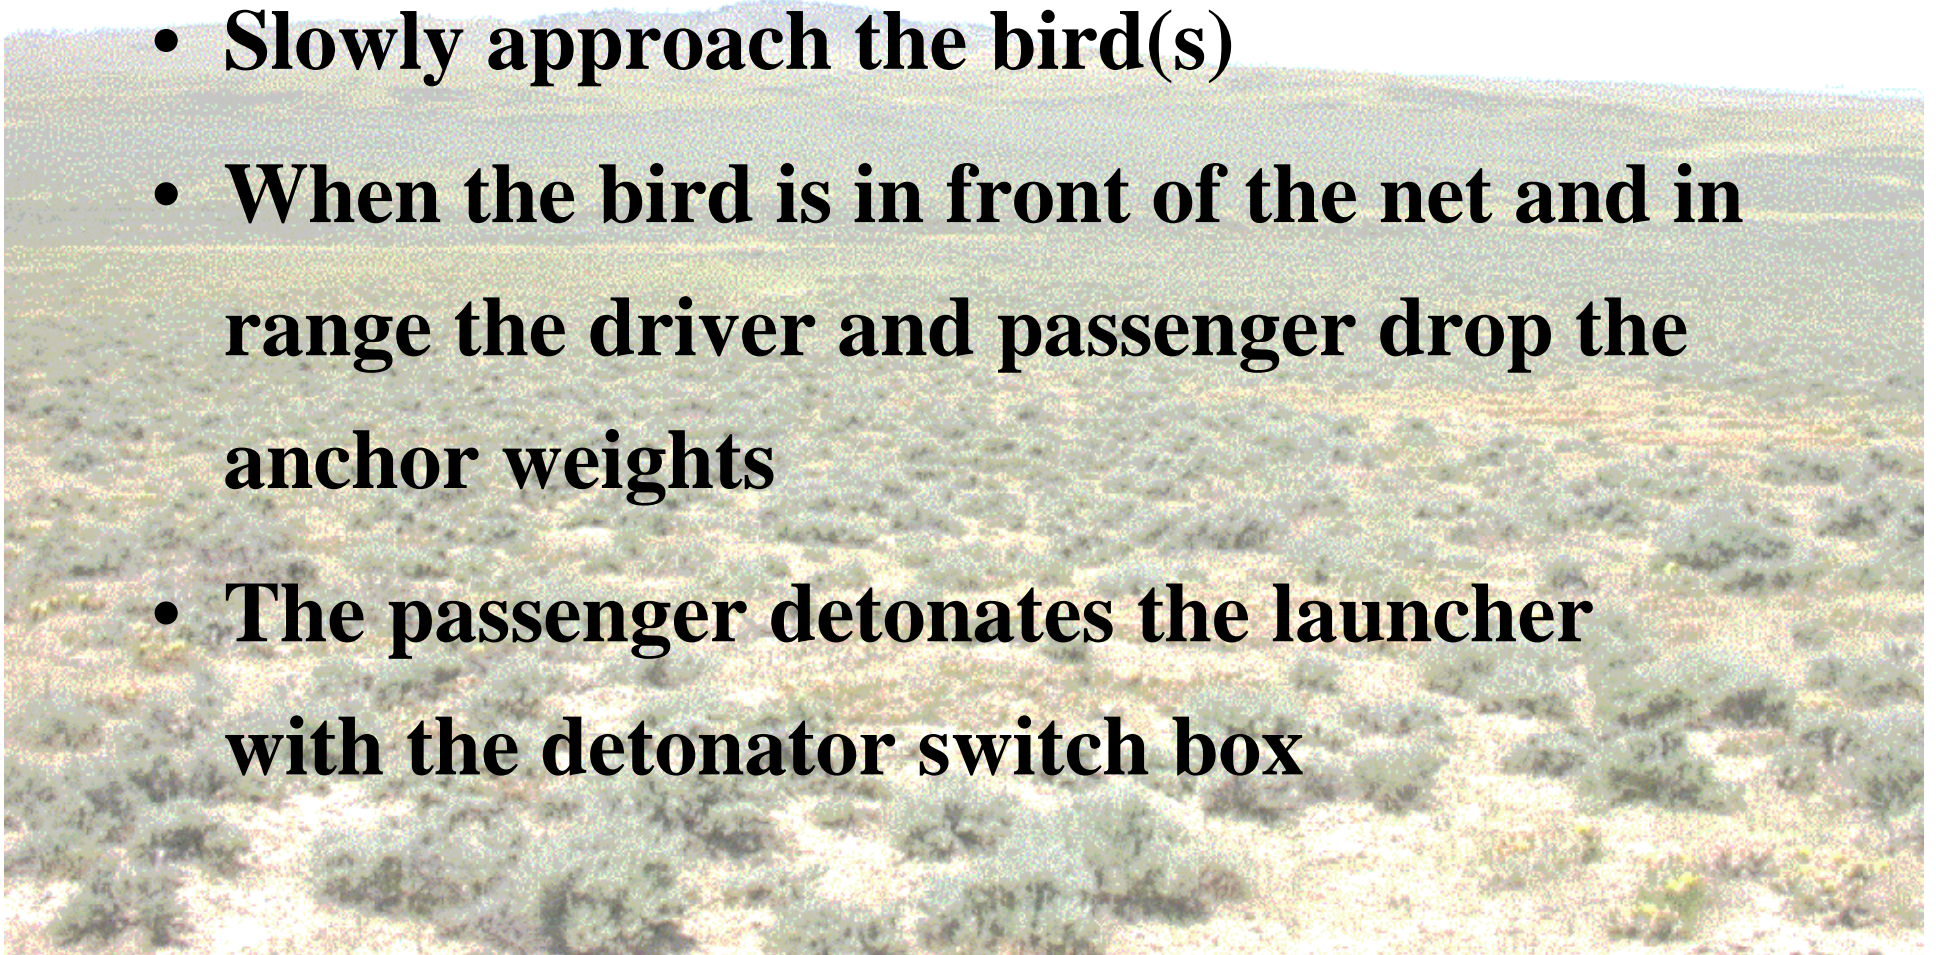 • Slowly approach the bird(s)
• When the bird is in front of the net and in
range the driver and passenger drop the
anchor weights
• The passenger detonates the launcher
with the detonator switch box